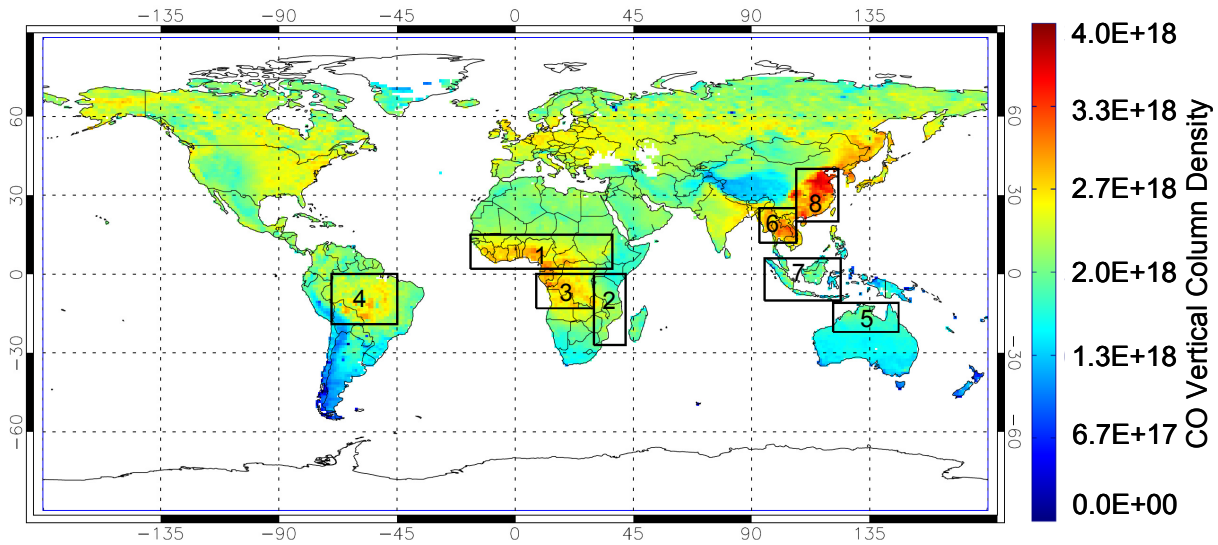 −135 −90 −45 0 45 90 135
60 60
30 30
0 0
−30 −30
−60 −60
−135 −90 −45 0 45 90 135
1
2
3
4
5
6
7
8
4.0E+18
3.3E+18
2.7E+18
2.0E+18
1.3E+18
6.7E+17
0.0E+00
CO Vertical Column Density